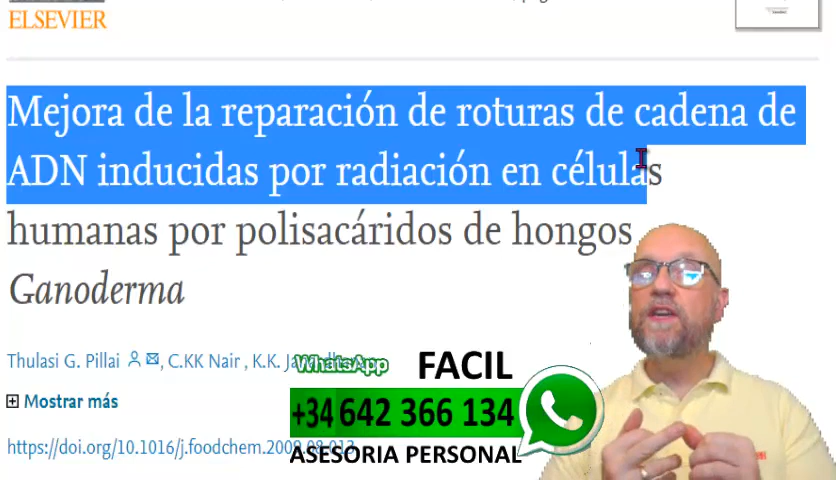 ELSEVIER
Mejora de la reparación de roturas de cadena de
ADN inducidas por radiación en células
humanas por polisacáridos de hongos
Ganoderma
Thulasi G. Pillai, C.KK Nair, K.K.
Mostrar más
https://doi.org/10.1016/j.foodchem.2009.08.013
WhatsApp FACIL
+34 642 366 134
ASESORIA PERSONAL